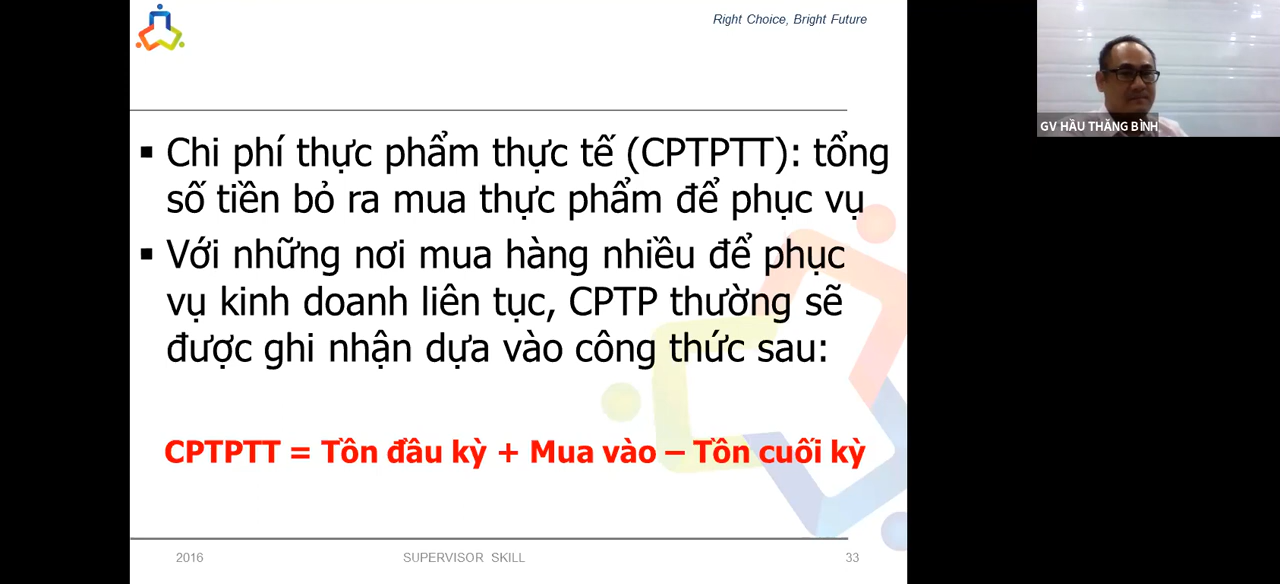 Right Choice, Bright Future
▪ Chi phí thực phẩm thực tế (CPTPTT): tổng
số tiền bỏ ra mua thực phẩm để phục vụ
▪ Với những nơi mua hàng nhiều để phục
vụ kinh doanh liên tục, CPTP thường sẽ
được ghi nhận dựa vào công thức sau:
CPTPTT = Tồn đầu kỳ + Mua vào – Tồn cuối kỳ
2016 SUPERVISOR SKILL 33
GV HẦU THĂNG BÌNH